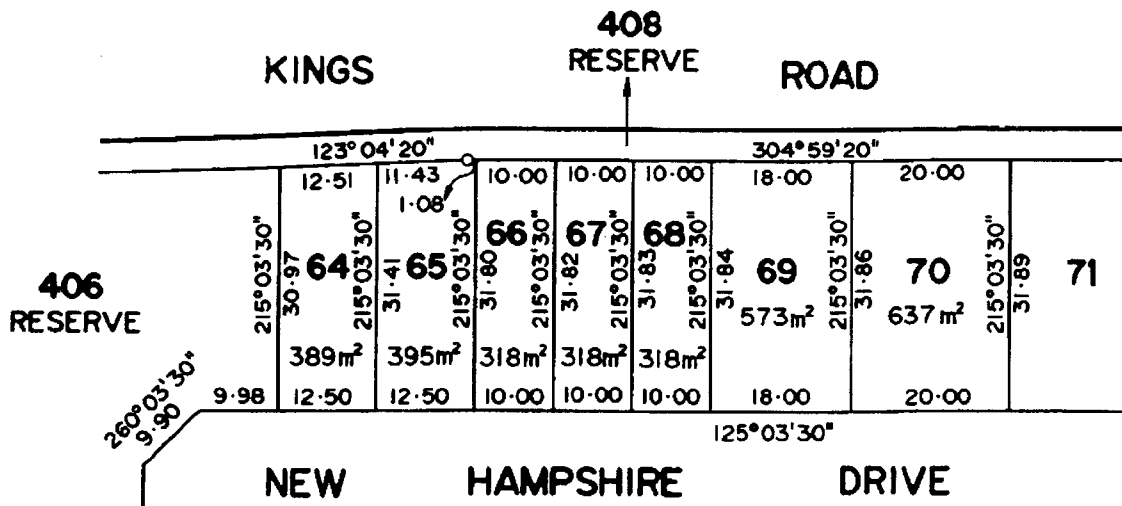 408
RESERVE
KINGS ROAD
123°04'20" 304°59'20"
12·51 11·43 10·00 10·00 10·00 18·00 20·00
1·08
215°03'30" 30·97 64 215°03'30" 31·41 65 215°03'30" 31·80 66 215°03'30" 31·82 67 215°03'30" 31·83 68 31·84 69 215°03'30" 31·86 70 215°03'30" 31·89 71
406
RESERVE
573m² 637m²
389m² 395m² 318m² 318m² 318m²
260°03'30"
9·90
9·98 12·50 12·50 10·00 10·00 10·00 18·00 20·00
125°03'30"
NEW HAMPSHIRE DRIVE